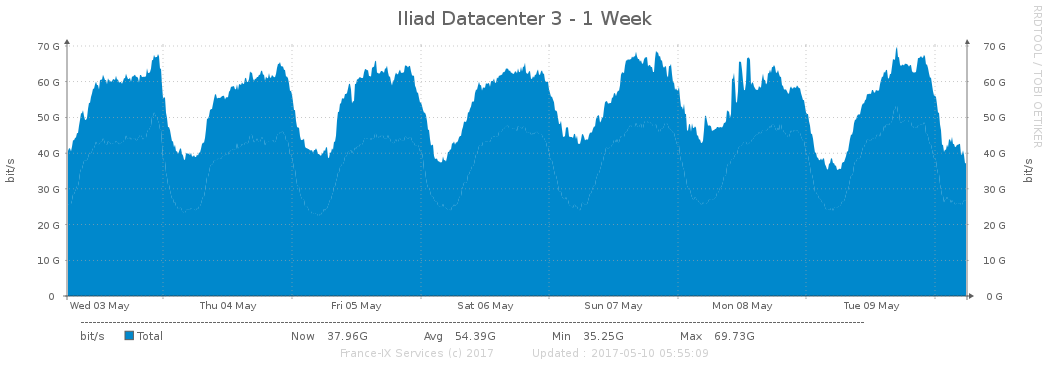 Iliad Datacenter 3 - 1 Week
RRDTOOL / TOBI OETIKER
70 G 70 G
60 G 60 G
50 G 50 G
40 G 40 G
30 G 30 G
20 G 20 G
10 G 10 G
0 0 G
bit/s bit/s
Wed 03 May Thu 04 May Fri 05 May Sat 06 May Sun 07 May Mon 08 May Tue 09 May
bit/s Total Now 37.96G Avg 54.39G Min 35.25G Max 69.73G
France-IX Services (c) 2017 Updated : 2017-05-10 05:55:09